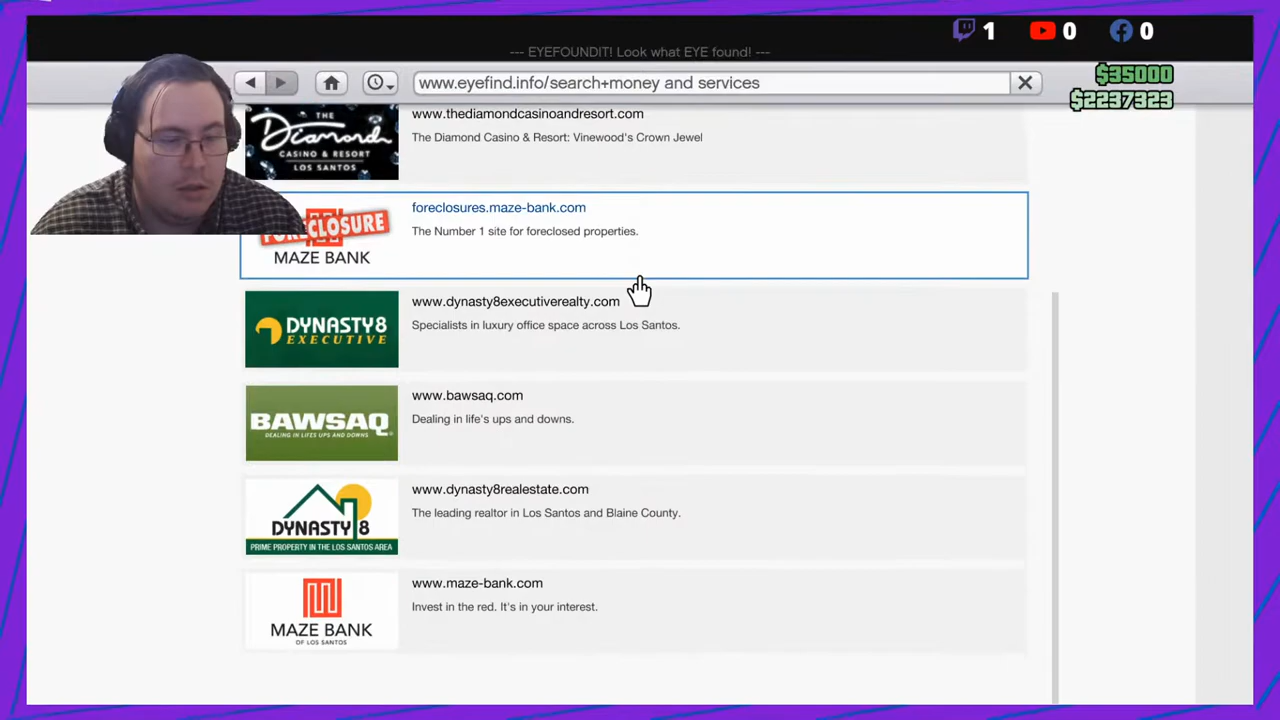 1 0 0
--- EYEFOUNDIT! Look what EYE found! ---
www.eyefind.info/search+money and services
$35000
$2237323
THE
Diamond
CASINO & RESORT
LOS SANTOS
www.thediamondcasinoandresort.com
The Diamond Casino & Resort: Vinewood's Crown Jewel
CLOSURE
MAZE BANK
foreclosures.maze-bank.com
The Number 1 site for foreclosed properties.
DYNASTY8
EXECUTIVE
www.dynasty8executiverealty.com
Specialists in luxury office space across Los Santos.
BAWSAQ
DEALING IN LIFES UPS AND DOWNS
www.bawsaq.com
Dealing in life's ups and downs.
DYNASTY 8
PRIME PROPERTY IN THE LOS SANTOS AREA
www.dynasty8realestate.com
The leading realtor in Los Santos and Blaine County.
MAZE BANK
OF LOS SANTOS
www.maze-bank.com
Invest in the red. It's in your interest.